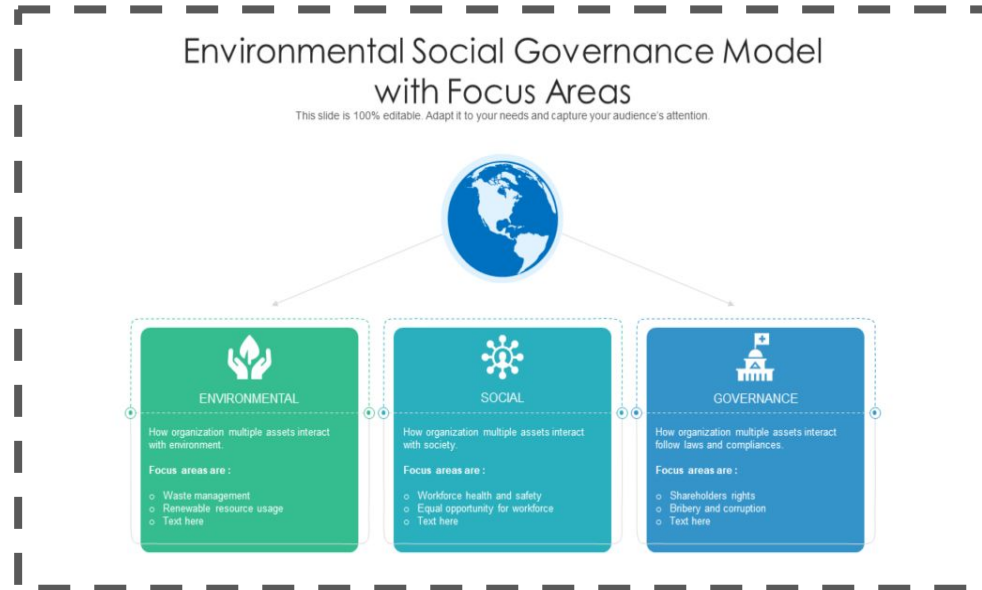 Environmental Social Governance Model
with Focus Areas
This slide is 100% editable. Adapt it to your needs and capture your audience's attention.
ENVIRONMENTAL
How organization multiple assets interact
with environment.
Focus areas are :
o Waste management
o Renewable resource usage
o Text here
SOCIAL
How organization multiple assets interact
with society.
Focus areas are :
o Workforce health and safety
o Equal opportunity for workforce
o Text here
GOVERNANCE
How organization multiple assets interact
follow laws and compliances.
Focus areas are :
o Shareholders rights
o Bribery and corruption
o Text here